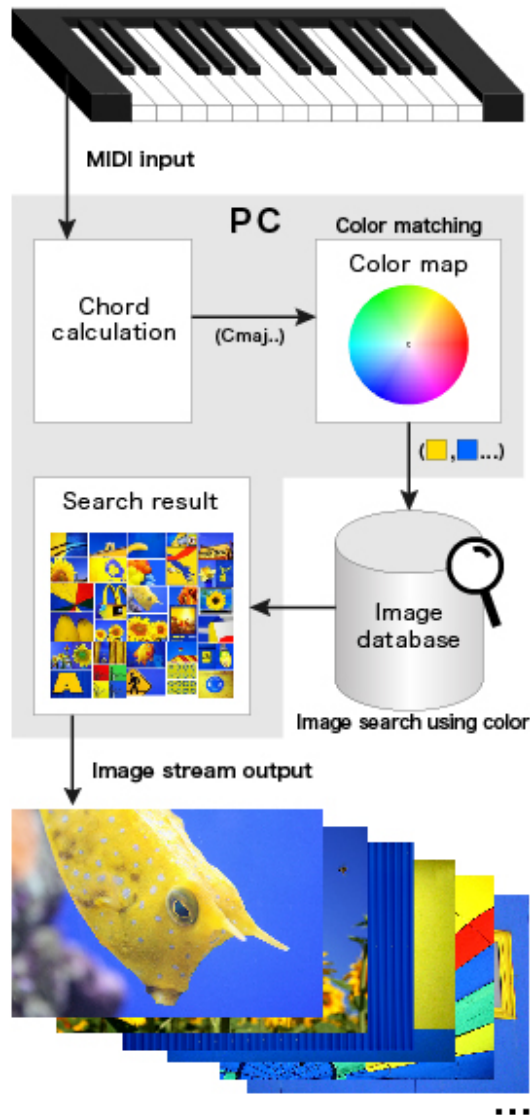 MIDI input
PC
Color matching
Color map
Chord
calculation
(Cmaj..)
( , ...)
Search result
Image
database
Image search using color
Image stream output
...